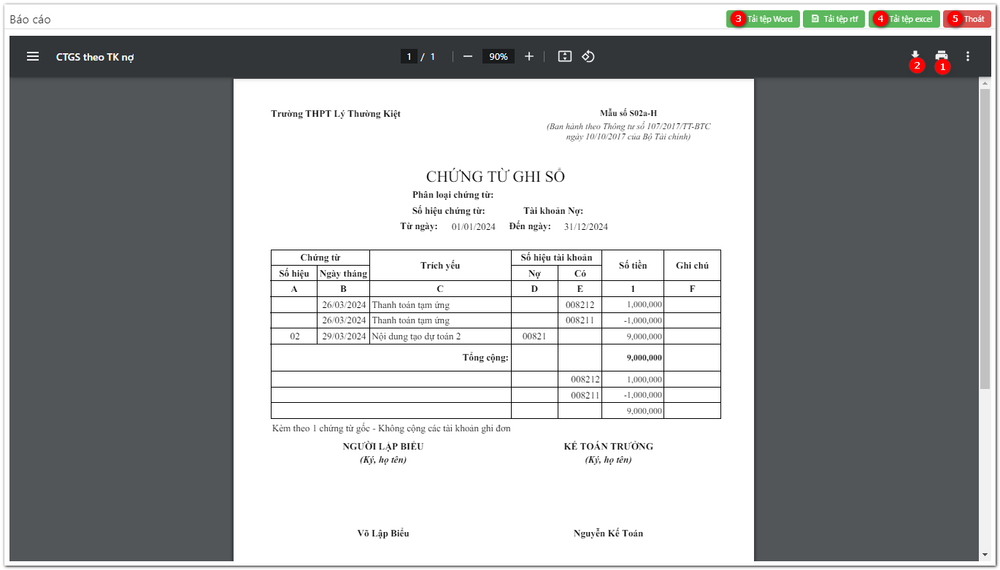 Báo cáo
3 Tải tệp Word
Tải tệp rtf
4 Tải tệp excel
5 Thoát
CTGS theo TK nợ
1 / 1
90%
2
1
Trường THPT Lý Thường Kiệt
Mẫu số S02a-H
(Ban hành theo Thông tư số 107/2017/TT-BTC
ngày 10/10/2017 của Bộ Tài chính)
CHỨNG TỪ GHI SỔ
Phân loại chứng từ:
Số hiệu chứng từ: Tài khoản Nợ:
Từ ngày: 01/01/2024 Đến ngày: 31/12/2024
Chứng từ Trích yếu Số hiệu tài khoản Số tiền Ghi chú
Số hiệu Ngày tháng Nợ Có
A B C D E 1 F
26/03/2024 Thanh toán tạm ứng 008212 1,000,000
26/03/2024 Thanh toán tạm ứng 008211 -1,000,000
02 29/03/2024 Nội dung tạo dự toán 2 00821 9,000,000
Tổng cộng: 9,000,000
008212 1,000,000
008211 -1,000,000
9,000,000
Kèm theo 1 chứng từ gốc - Không cộng các tài khoản ghi đơn
NGƯỜI LẬP BIỂU KẾ TOÁN TRƯỞNG
(Ký, họ tên) (Ký, họ tên)
Võ Lập Biểu Nguyễn Kế Toán